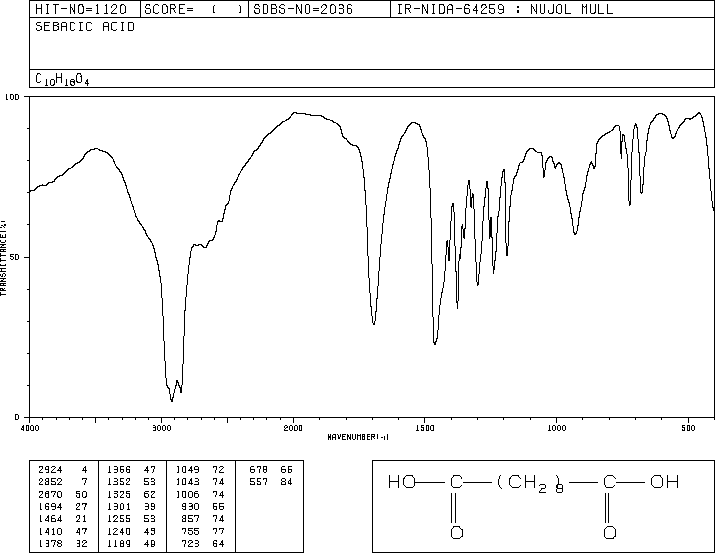 HIT-NO=1120 SCORE= ( ) SDBS-NO=2036 IR-NIDA-64259 : NUJOL MULL
SEBACIC ACID
C10H18O4
100
50
0
TRANSMITTANCE(%)
4000 3000 2000 1500 1000 500
WAVENUMBER(-1)
2924 4 1366 47 1049 72 678 66
2852 7 1352 53 1043 74 557 84
2670 50 1325 62 1006 74
1694 27 1301 39 930 55
1464 21 1255 53 857 74
1410 47 1240 43 755 77
1378 32 1189 49 723 64
HO C (CH2)8 C OH
O O